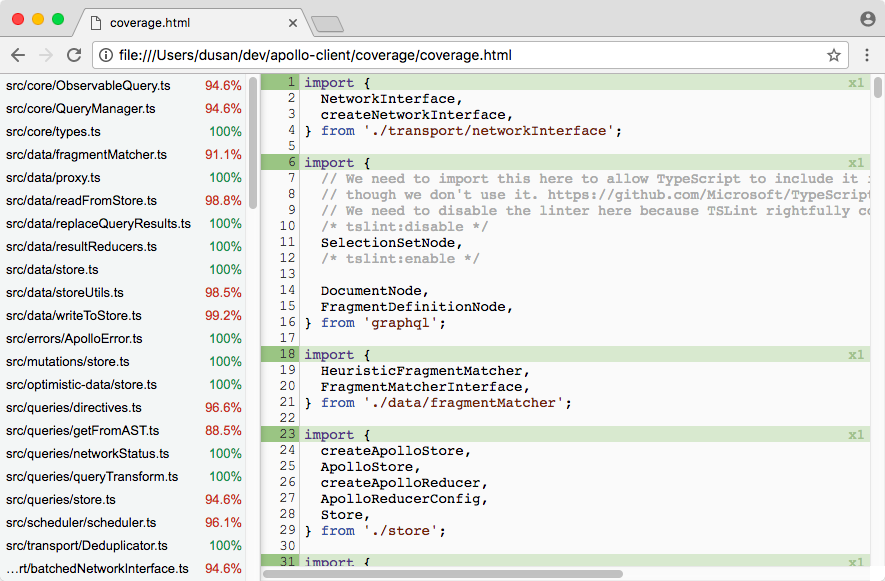 coverage.html
file:///Users/dusan/dev/apollo-client/coverage/coverage.html
src/core/ObservableQuery.ts 94.6%
src/core/QueryManager.ts 94.6%
src/core/types.ts 100%
src/data/fragmentMatcher.ts 91.1%
src/data/proxy.ts 100%
src/data/readFromStore.ts 98.8%
src/data/replaceQueryResults.ts 100%
src/data/resultReducers.ts 100%
src/data/store.ts 100%
src/data/storeUtils.ts 98.5%
src/data/writeToStore.ts 99.2%
src/errors/ApolloError.ts 100%
src/mutations/store.ts 100%
src/optimistic-data/store.ts 100%
src/queries/directives.ts 96.6%
src/queries/getFromAST.ts 88.5%
src/queries/networkStatus.ts 100%
src/queries/queryTransform.ts 100%
src/queries/store.ts 94.6%
src/scheduler/scheduler.ts 96.1%
src/transport/Deduplicator.ts 100%
…rt/batchedNetworkInterface.ts 94.6%
1 import { x1
2 NetworkInterface,
3 createNetworkInterface,
4 } from './transport/networkInterface';
5
6 import { x1
7 // We need to import this here to allow TypeScript to include it
8 // though we don't use it. https://github.com/Microsoft/TypeScript
9 // We need to disable the linter here because TSLint rightfully co
10 /* tslint:disable */
11 SelectionSetNode,
12 /* tslint:enable */
13
14 DocumentNode,
15 FragmentDefinitionNode,
16 } from 'graphql';
17
18 import { x1
19 HeuristicFragmentMatcher,
20 FragmentMatcherInterface,
21 } from './data/fragmentMatcher';
22
23 import { x1
24 createApolloStore,
25 ApolloStore,
26 createApolloReducer,
27 ApolloReducerConfig,
28 Store,
29 } from './store';
30
31 import { x1